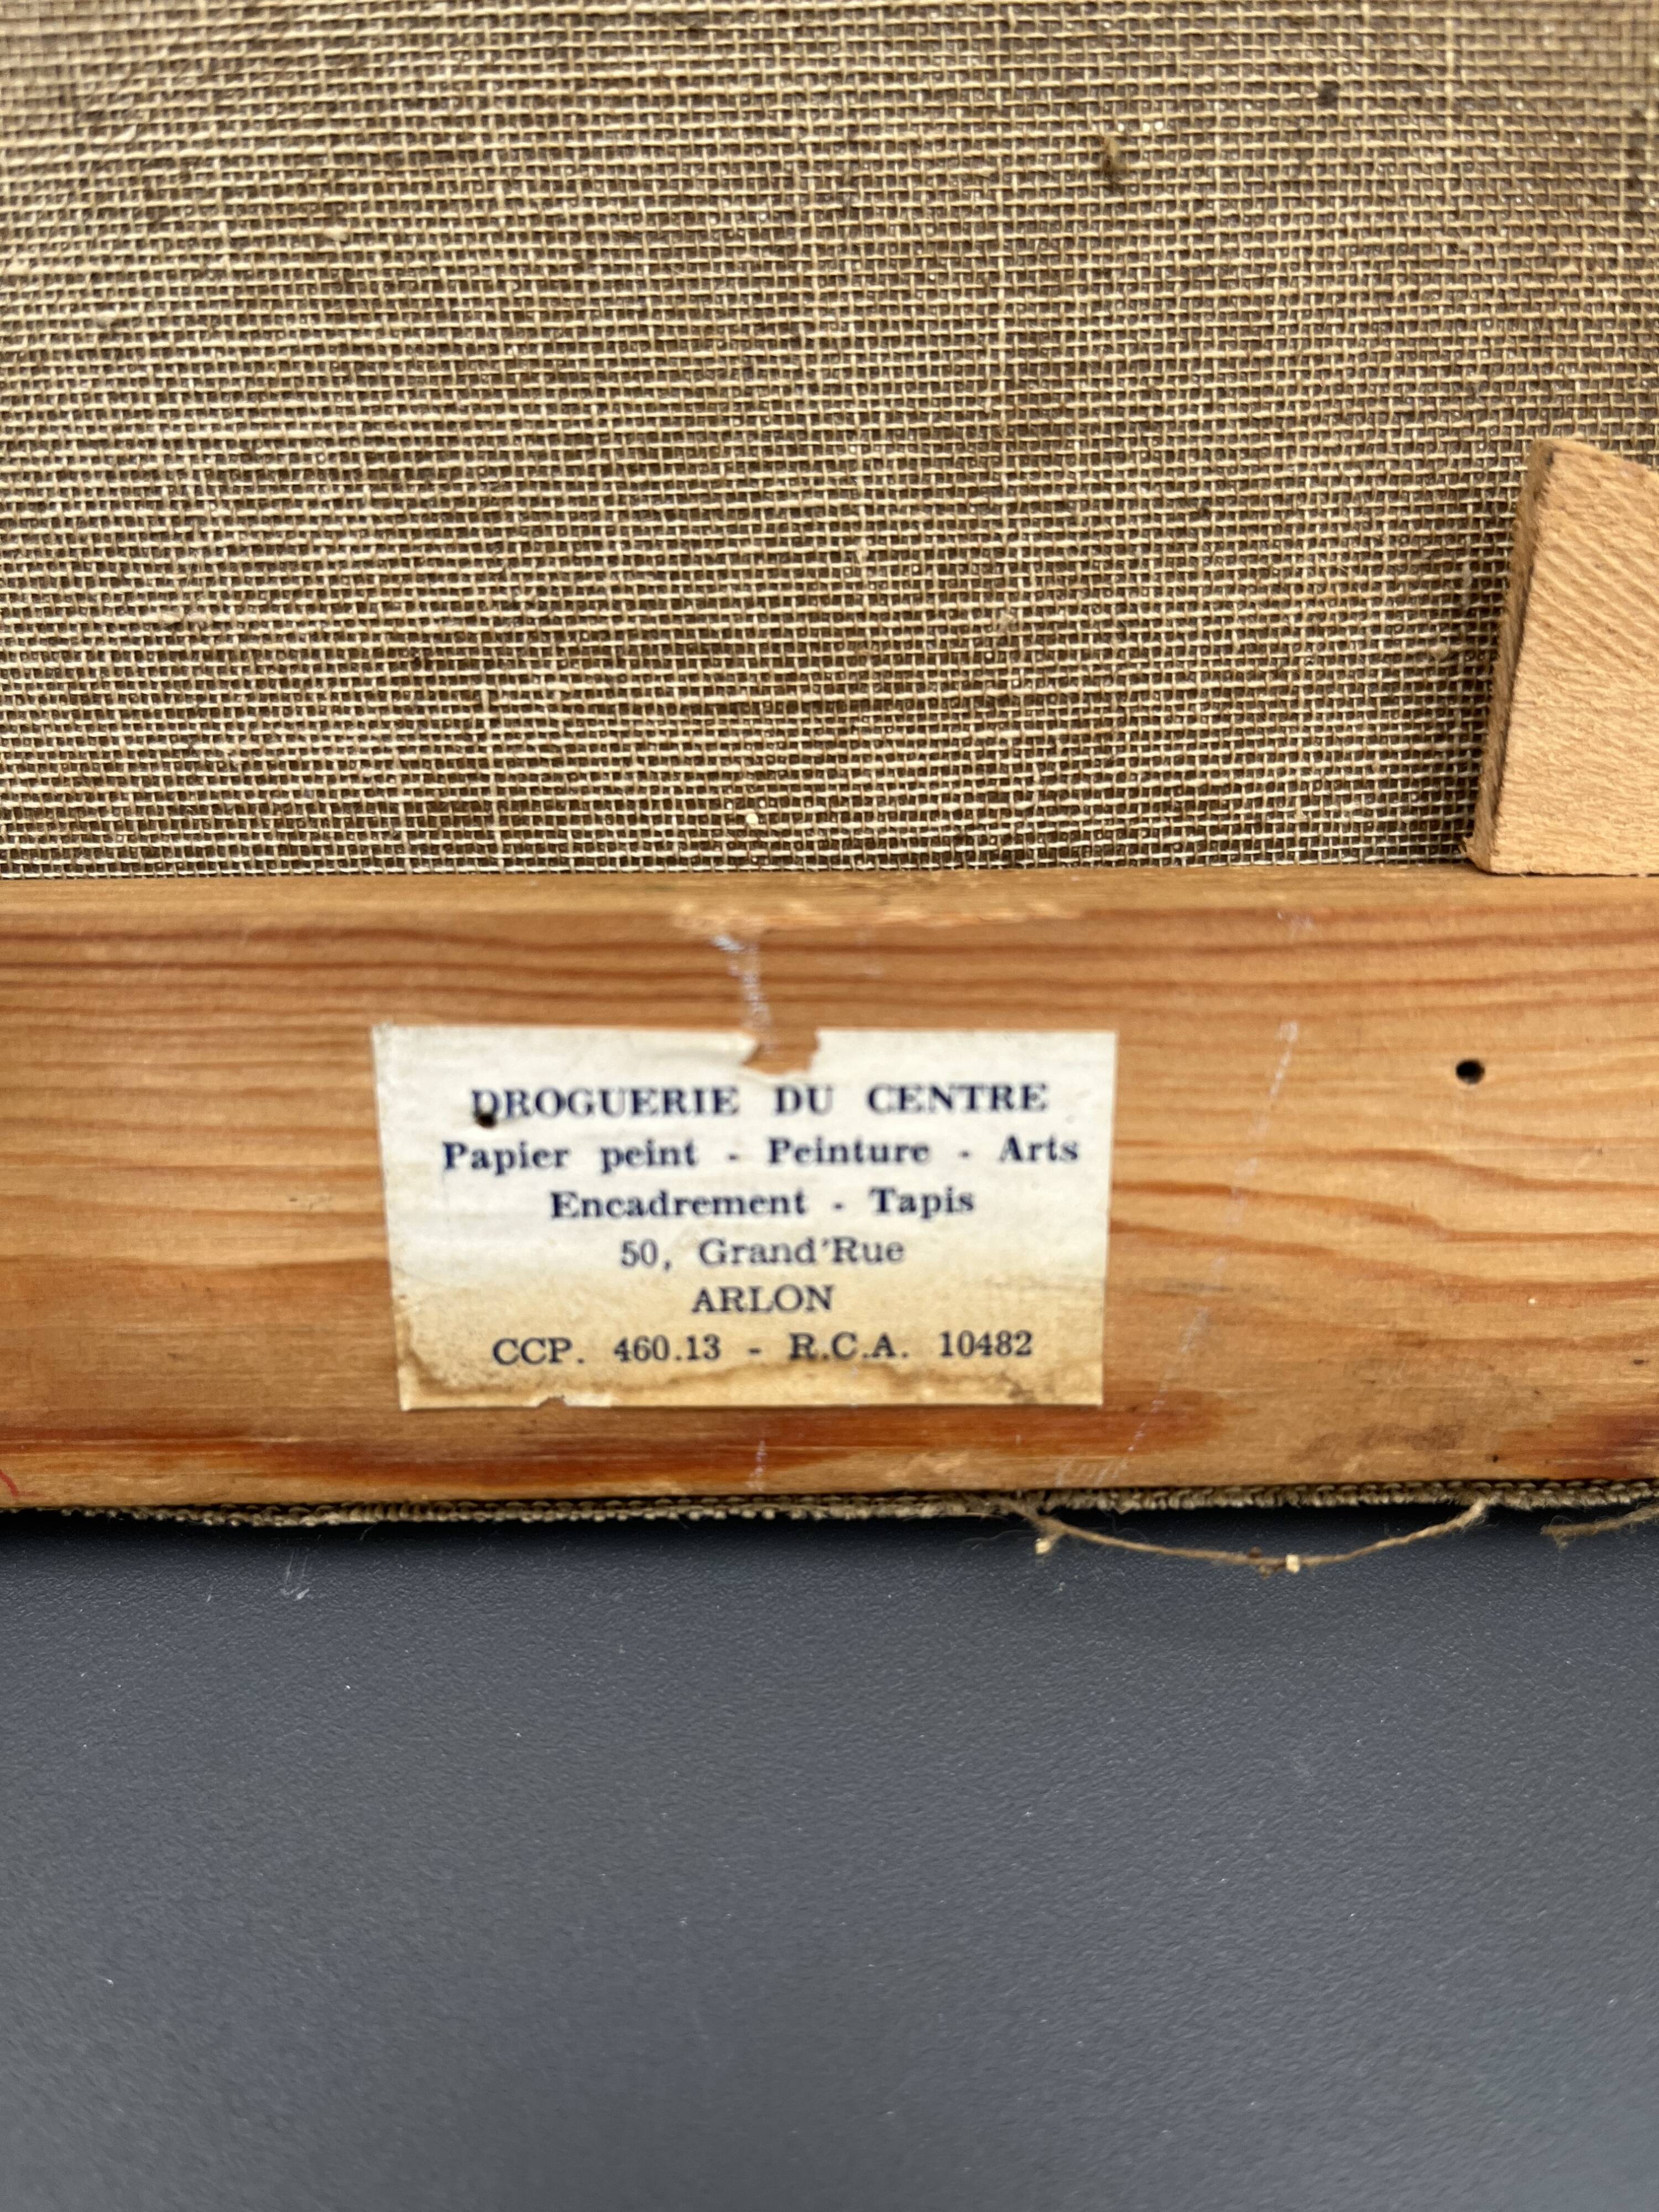 DROGUERIE DU CENTRE
Papier peint - Peinture - Arts
Encadrement - Tapis
50, Grand'Rue
ARLON
CCP. 460.13 - R.C.A. 10482